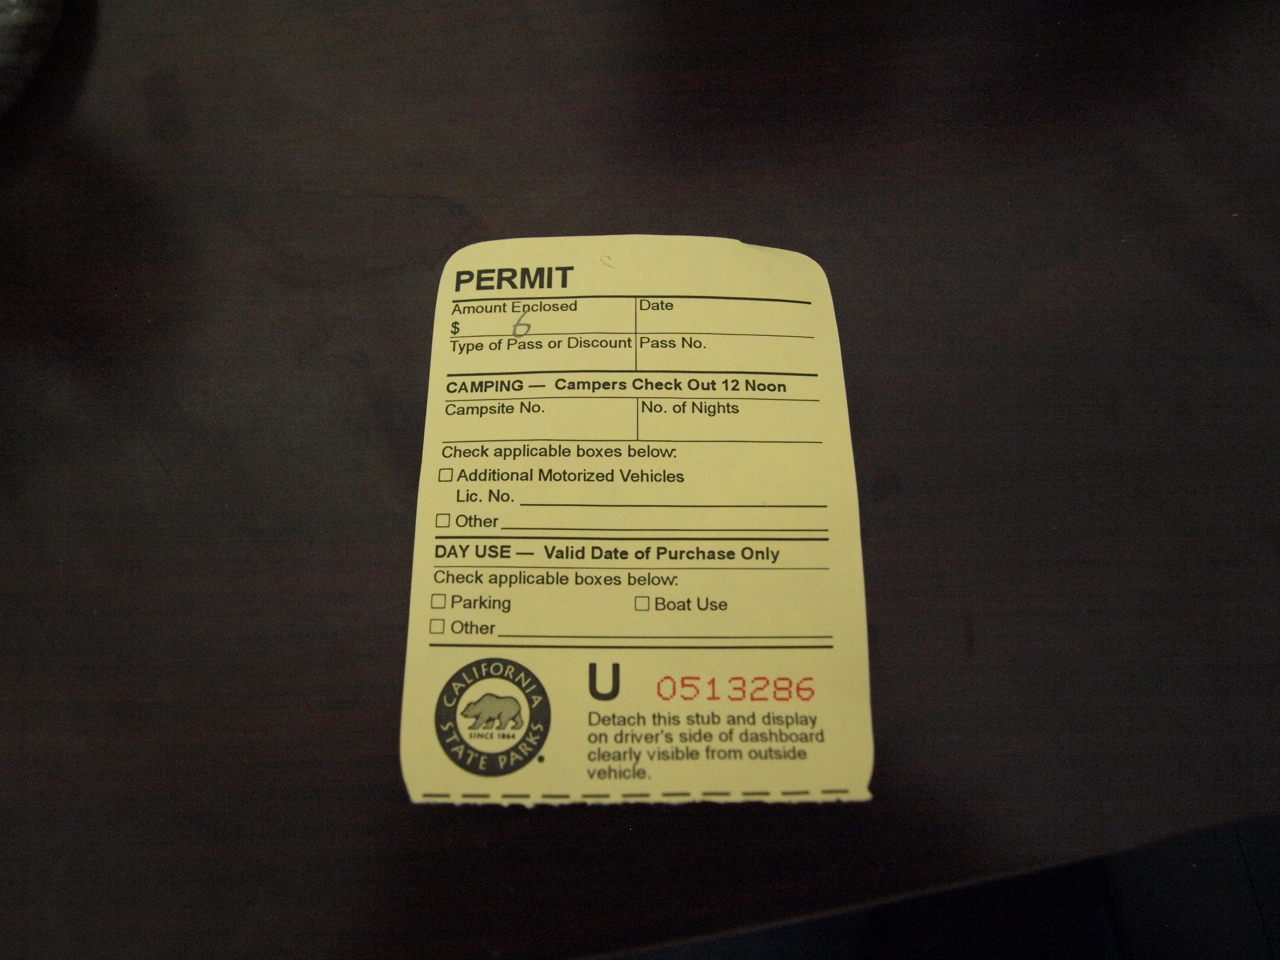 PERMIT
Amount Enclosed
Date
$ 6
Type of Pass or Discount
Pass No.
CAMPING — Campers Check Out 12 Noon
Campsite No.
No. of Nights
Check applicable boxes below:
Additional Motorized Vehicles
Lic. No.
Other
DAY USE — Valid Date of Purchase Only
Check applicable boxes below:
Parking
Boat Use
Other
CALIFORNIA
STATE PARKS
SINCE 1864
U 0513286
Detach this stub and display
on driver's side of dashboard
clearly visible from outside
vehicle.